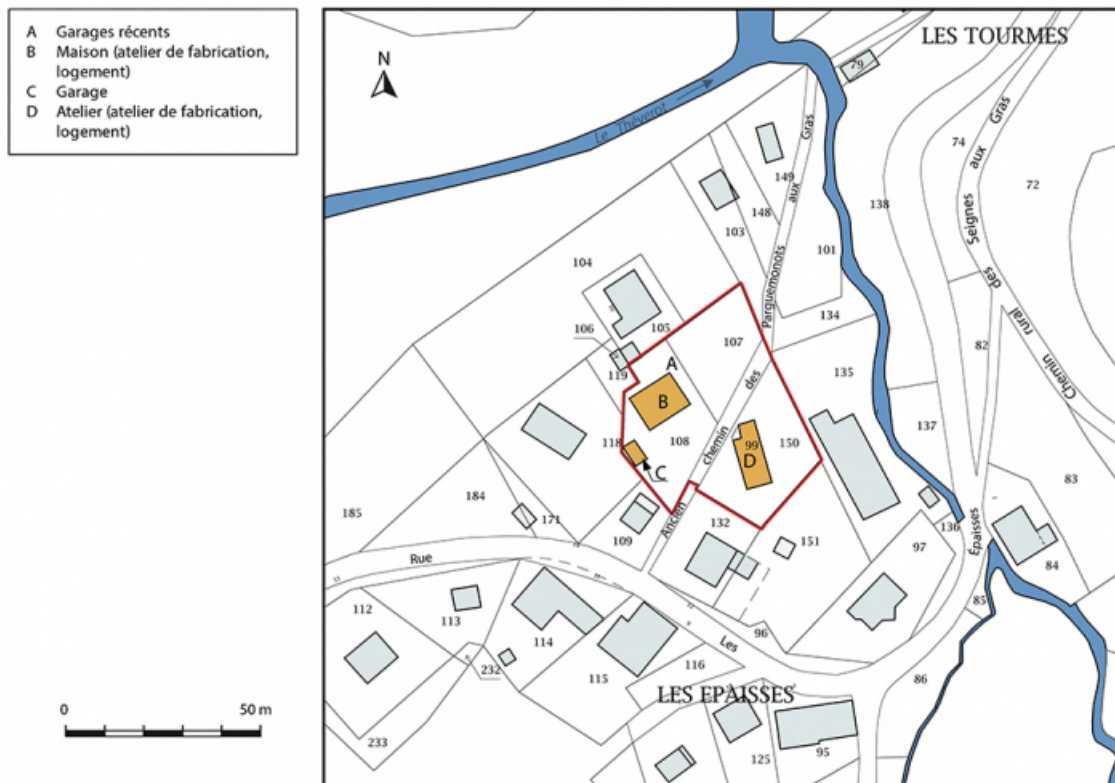 A Garages récents
B Maison (atelier de fabrication,
logement)
C Garage
D Atelier (atelier de fabrication,
logement)
N
LES TOURMES
79
Le Théverot
74
72
149
138
148
103
101
Ancien chemin des Parguemonots aux Gras
Chemin rural des Seignes aux Gras
104
105
106
134
107
82
119
A
135
B
137
118
108
99
150
D
C
83
184
185
171
132
109
151
136
97
84
Rue Les Épaisses
112
113
114
85
96
232
115
116
86
LES EPAISSES
0 50 m
233
125
95